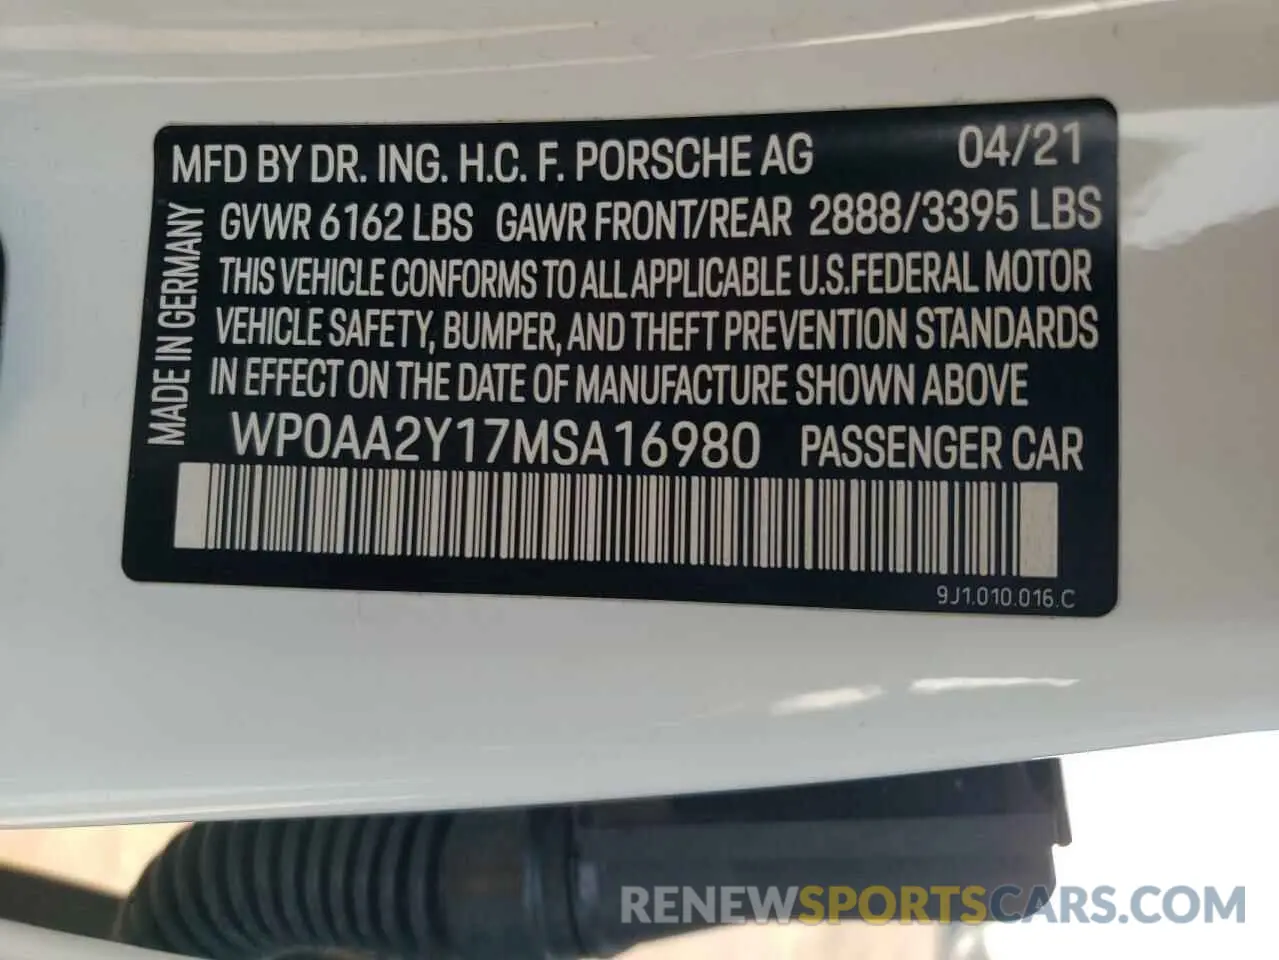 MFD BY DR. ING. H.C. F. PORSCHE AG 04/21
GVWR 6162 LBS GAWR FRONT/REAR 2888/3395 LBS
THIS VEHICLE CONFORMS TO ALL APPLICABLE U.S.FEDERAL MOTOR
VEHICLE SAFETY, BUMPER, AND THEFT PREVENTION STANDARDS
IN EFFECT ON THE DATE OF MANUFACTURE SHOWN ABOVE
WP0AA2Y17MSA16980 PASSENGER CAR
MADE IN GERMANY
9J1.010.016.C
RENEWSPORTSCARS.COM